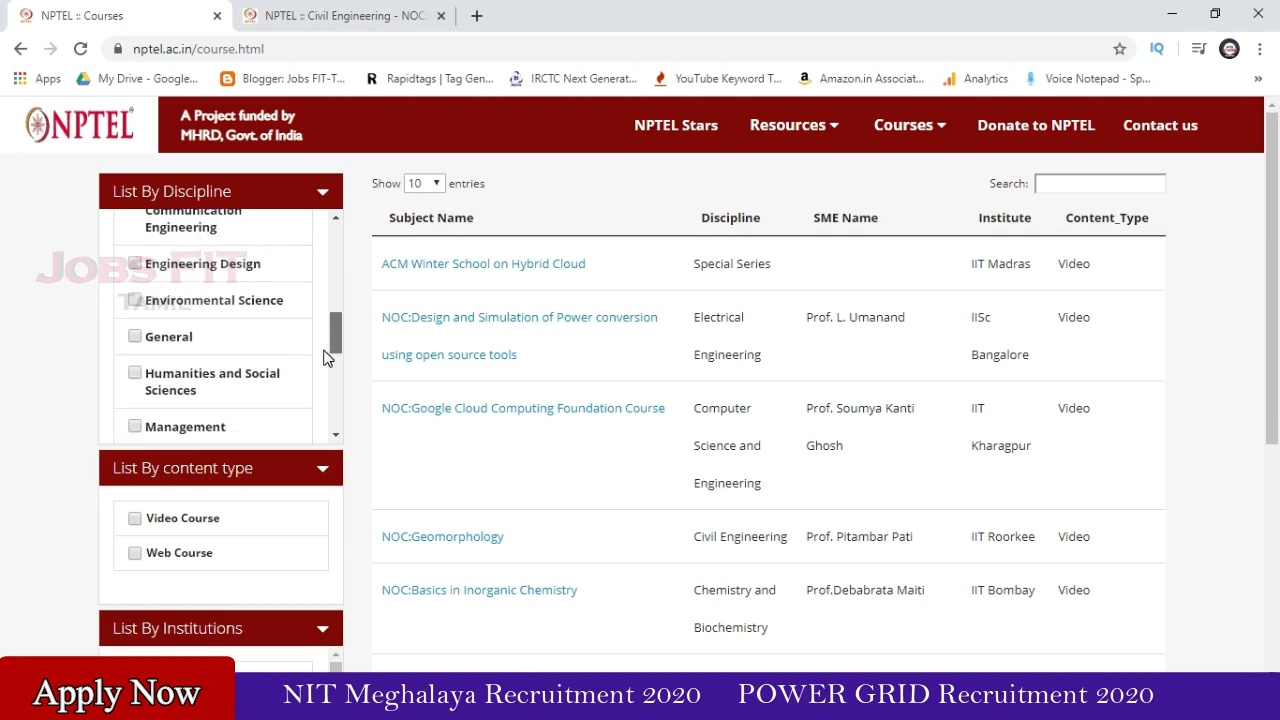 NPTEL :: Courses
NPTEL :: Civil Engineering - NOC:
nptel.ac.in/course.html
Apps
My Drive - Google...
Blogger: Jobs FIT-T...
Rapidtags | Tag Gen...
IRCTC Next Generat...
YouTube Keyword T...
Amazon.in Associat...
Analytics
Voice Notepad - Sp...
NPTEL
A Project funded by
MHRD, Govt. of India
NPTEL Stars
Resources
Courses
Donate to NPTEL
Contact us
List By Discipline
Communication
Engineering
Engineering Design
Environmental Science
General
Humanities and Social
Sciences
Management
JOBS FIT
TAMIL
List By content type
Video Course
Web Course
List By Institutions
Show 10 entries
Search:
Subject Name Discipline SME Name Institute Content_Type
ACM Winter School on Hybrid Cloud Special Series IIT Madras Video
NOC:Design and Simulation of Power conversion Electrical Prof. L. Umanand IISc Video
using open source tools Engineering Bangalore
NOC:Google Cloud Computing Foundation Course Computer Prof. Soumya Kanti IIT Video
Science and Ghosh Kharagpur
Engineering
NOC:Geomorphology Civil Engineering Prof. Pitambar Pati IIT Roorkee Video
NOC:Basics in Inorganic Chemistry Chemistry and Prof.Debabrata Maiti IIT Bombay Video
Biochemistry
Apply Now
NIT Meghalaya Recruitment 2020 POWER GRID Recruitment 2020